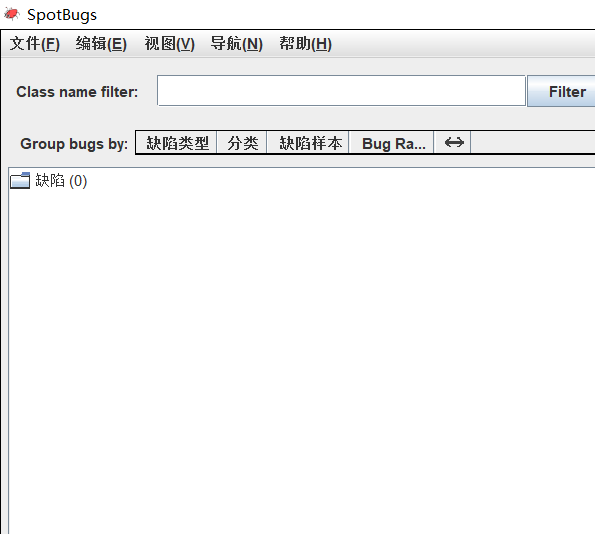 SpotBugs
文件(F) 编辑(E) 视图(V) 导航(N) 帮助(H)
Class name filter: Filter
Group bugs by: 缺陷类型 分类 缺陷样本 Bug Ra...
缺陷 (0)